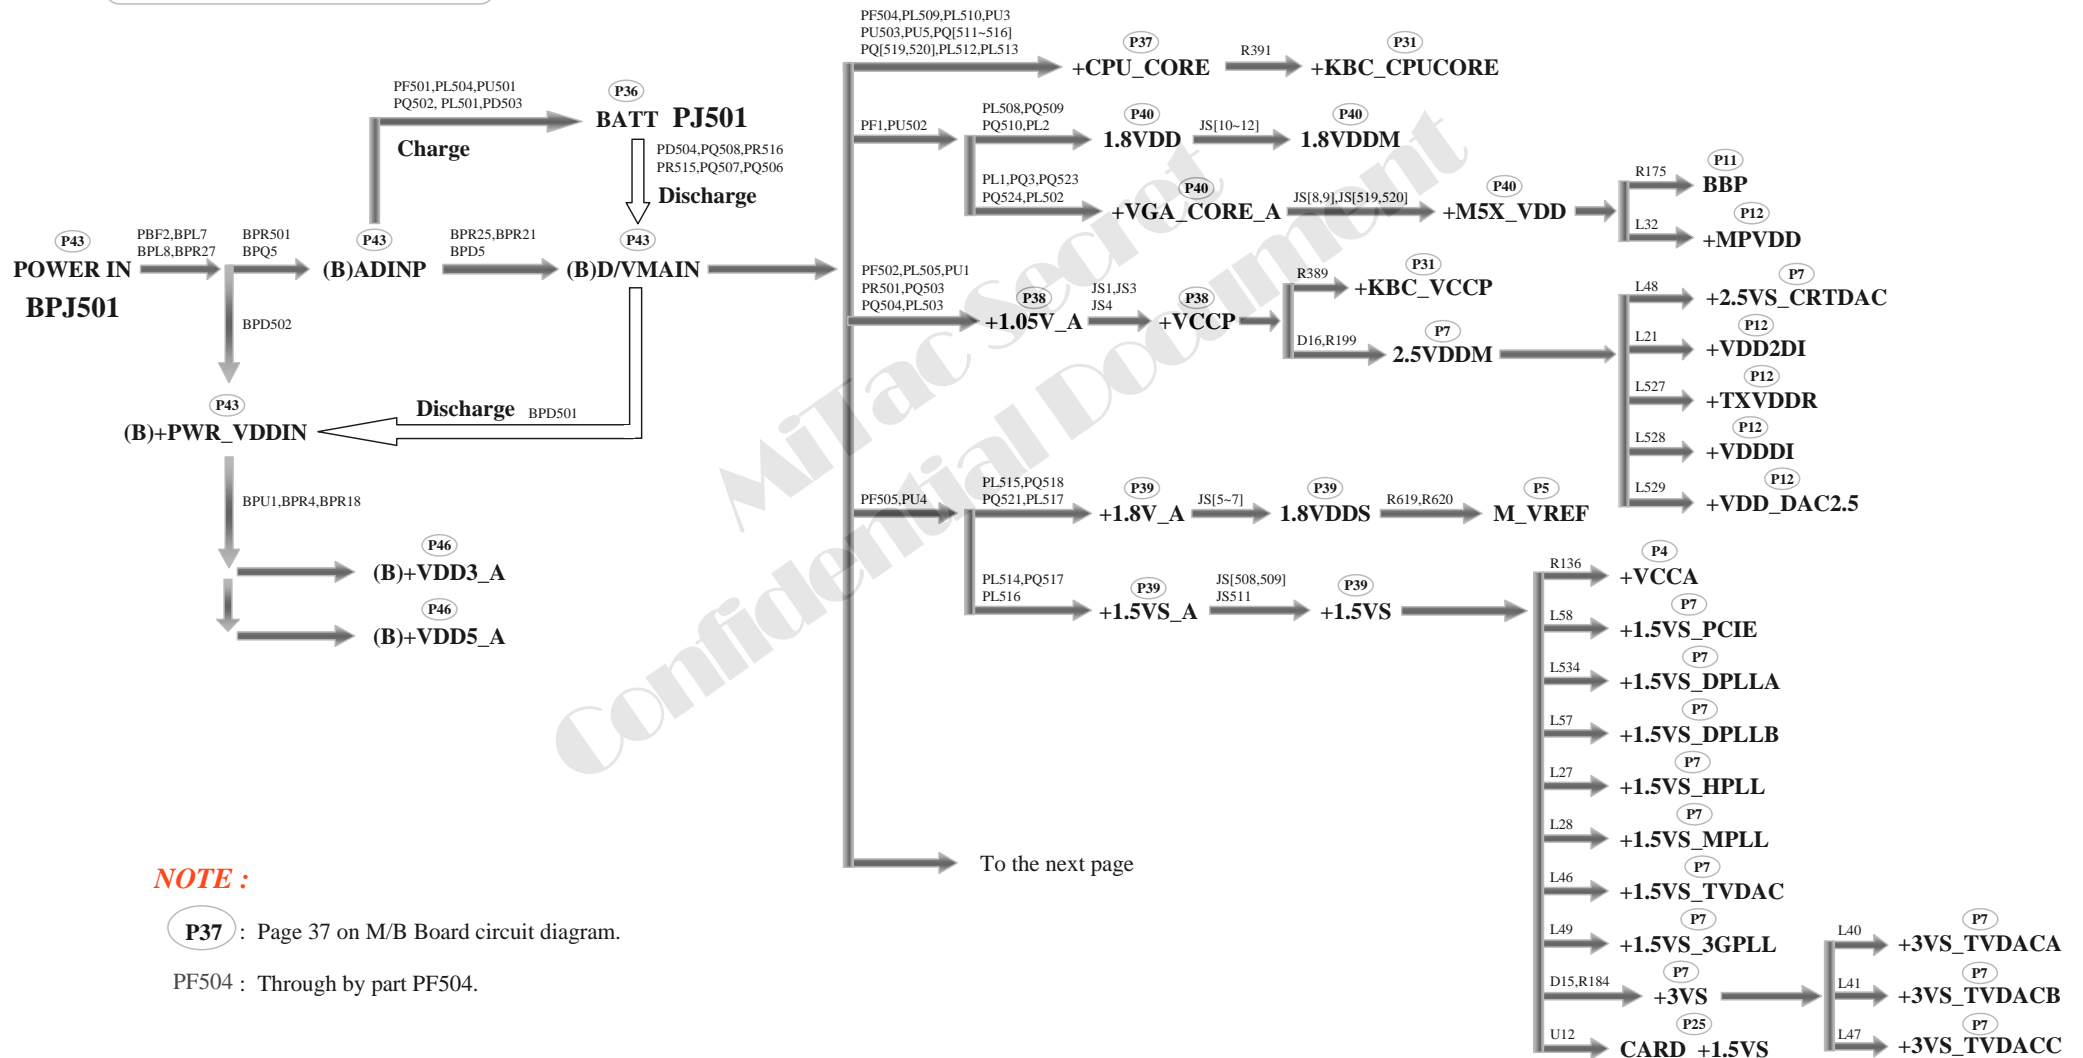 P43
POWER IN
BPJ501
PBF2,BPL7
BPL8,BPR27
BPR501
BPQ5
P43
(B)ADINP
PF501,PL504,PU501
PQ502, PL501,PD503
Charge
P36
BATT PJ501
PD504,PQ508,PR516
PR515,PQ507,PQ506
Discharge
BPR25,BPR21
BPD5
P43
(B)D/VMAIN
BPD502
P43
(B)+PWR_VDDIN
Discharge BPD501
BPU1,BPR4,BPR18
P46
(B)+VDD3_A
P46
(B)+VDD5_A
PF504,PL509,PL510,PU3
PU503,PU5,PQ[511~516]
PQ[519,520],PL512,PL513
P37
+CPU_CORE
R391
P31
+KBC_CPUCORE
PF1,PU502
PL508,PQ509
PQ510,PL2
P40
1.8VDD
JS[10~12]
P40
1.8VDDM
PL1,PQ3,PQ523
PQ524,PL502
P40
+VGA_CORE_A
JS[8,9],JS[519,520]
P40
+M5X_VDD
R175
P11
BBP
L32
P12
+MPVDD
PF502,PL505,PU1
PR501,PQ503
PQ504,PL503
P38
+1.05V_A
JS1,JS3
JS4
P38
+VCCP
R389
P31
+KBC_VCCP
D16,R199
P7
2.5VDDM
L48
P7
+2.5VS_CRTDAC
L21
P12
+VDD2DI
L527
P12
+TXVDDR
L528
P12
+VDDDI
L529
P12
+VDD_DAC2.5
PF505,PU4
PL515,PQ518
PQ521,PL517
P39
+1.8V_A
JS[5~7]
P39
1.8VDDS
R619,R620
P5
M_VREF
PL514,PQ517
PL516
P39
+1.5VS_A
JS[508,509]
JS511
P39
+1.5VS
R136
P4
+VCCA
L58
P7
+1.5VS_PCIE
L534
P7
+1.5VS_DPLLA
L57
P7
+1.5VS_DPLLB
L27
P7
+1.5VS_HPLL
L28
P7
+1.5VS_MPLL
L46
P7
+1.5VS_TVDAC
L49
P7
+1.5VS_3GPLL
D15,R184
P7
+3VS
L40
P7
+3VS_TVDACA
L41
P7
+3VS_TVDACB
L47
P7
+3VS_TVDACC
U12
P25
CARD_+1.5VS
To the next page
MiTac Secret
Confidential Document
NOTE :
P37 : Page 37 on M/B Board circuit diagram.
PF504 : Through by part PF504.